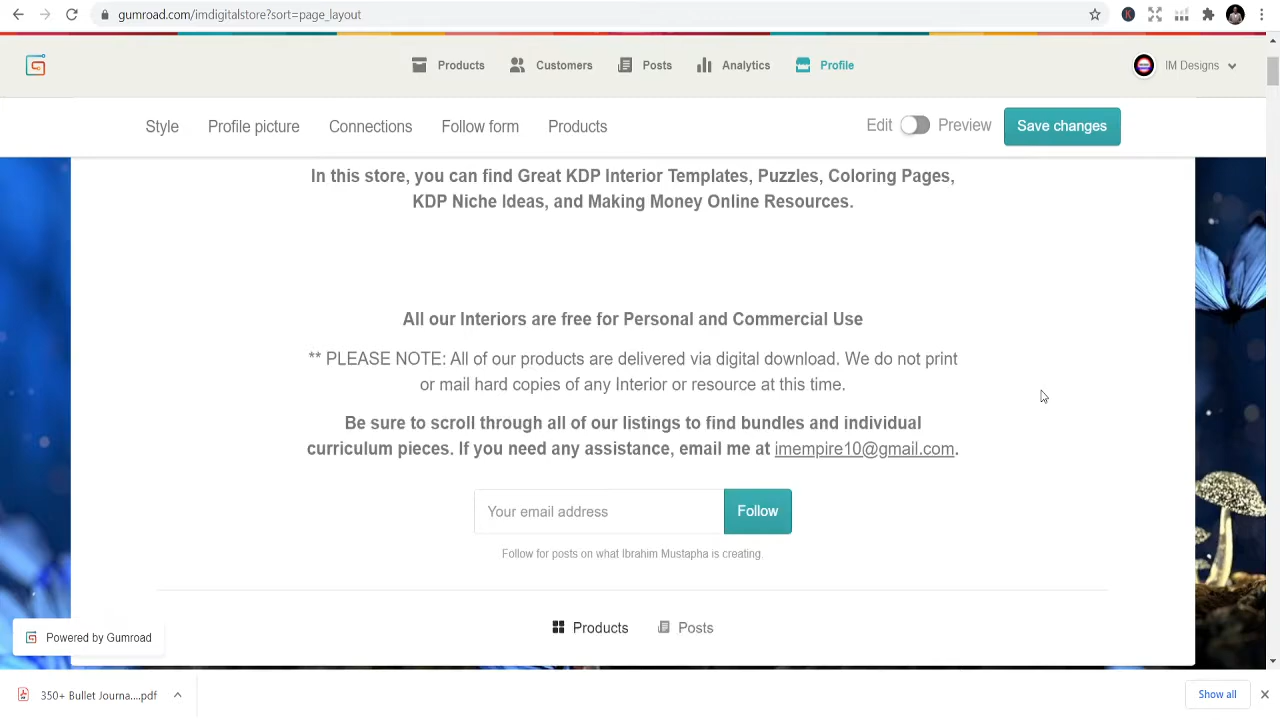 gumroad.com/imdigitalstore?sort=page_layout
K
Products Customers Posts Analytics Profile IM Designs
Style Profile picture Connections Follow form Products Edit Preview Save changes
In this store, you can find Great KDP Interior Templates, Puzzles, Coloring Pages,
KDP Niche Ideas, and Making Money Online Resources.
All our Interiors are free for Personal and Commercial Use
** PLEASE NOTE: All of our products are delivered via digital download. We do not print
or mail hard copies of any Interior or resource at this time.
Be sure to scroll through all of our listings to find bundles and individual
curriculum pieces. If you need any assistance, email me at imempire10@gmail.com.
Your email address Follow
Follow for posts on what Ibrahim Mustapha is creating.
Products Posts
Powered by Gumroad
350+ Bullet Journa....pdf Show all